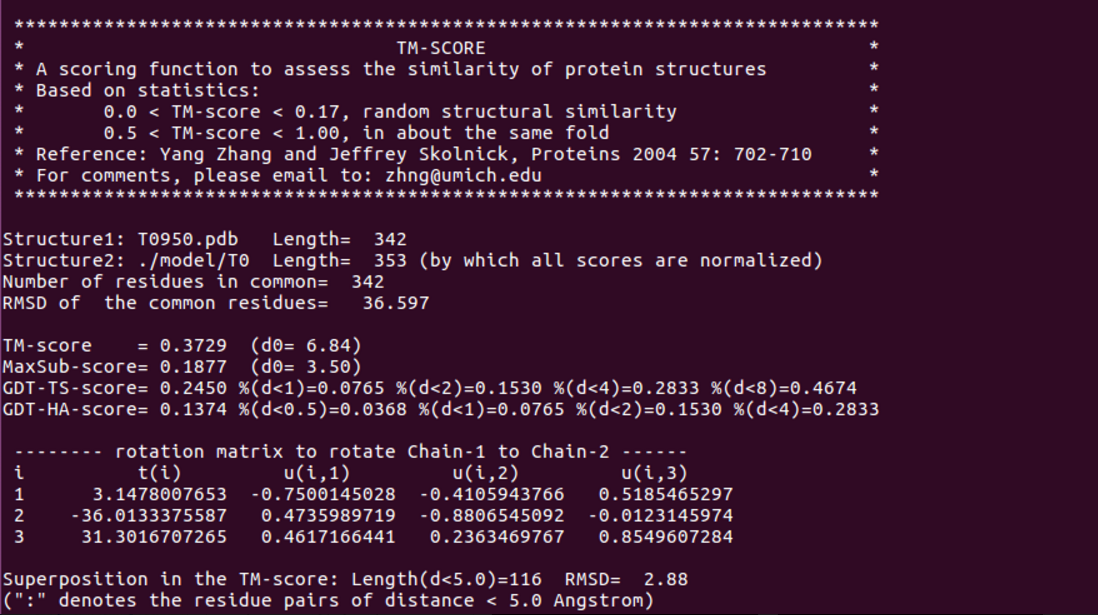 *****************************************************************************
*                                 TM-SCORE                                  *
* A scoring function to assess the similarity of protein structures         *
* Based on statistics:                                                      *
*       0.0 < TM-score < 0.17, random structural similarity                 *
*       0.5 < TM-score < 1.00, in about the same fold                       *
* Reference: Yang Zhang and Jeffrey Skolnick, Proteins 2004 57: 702-710     *
* For comments, please email to: zhng@umich.edu                             *
*****************************************************************************
Structure1: T0950.pdb   Length=  342
Structure2: ./model/T0  Length=  353 (by which all scores are normalized)
Number of residues in common=  342
RMSD of  the common residues=   36.597
TM-score    = 0.3729  (d0= 6.84)
MaxSub-score= 0.1877  (d0= 3.50)
GDT-TS-score= 0.2450 %(d<1)=0.0765 %(d<2)=0.1530 %(d<4)=0.2833 %(d<8)=0.4674
GDT-HA-score= 0.1374 %(d<0.5)=0.0368 %(d<1)=0.0765 %(d<2)=0.1530 %(d<4)=0.2833
-------- rotation matrix to rotate Chain-1 to Chain-2 ------
i          t(i)         u(i,1)         u(i,2)         u(i,3)
1      3.1478007653  -0.7500145028  -0.4105943766   0.5185465297
2    -36.0133375587   0.4735989719  -0.8806545092  -0.0123145974
3     31.3016707265   0.4617166441   0.2363469767   0.8549607284
Superposition in the TM-score: Length(d<5.0)=116  RMSD=  2.88
(":" denotes the residue pairs of distance < 5.0 Angstrom)